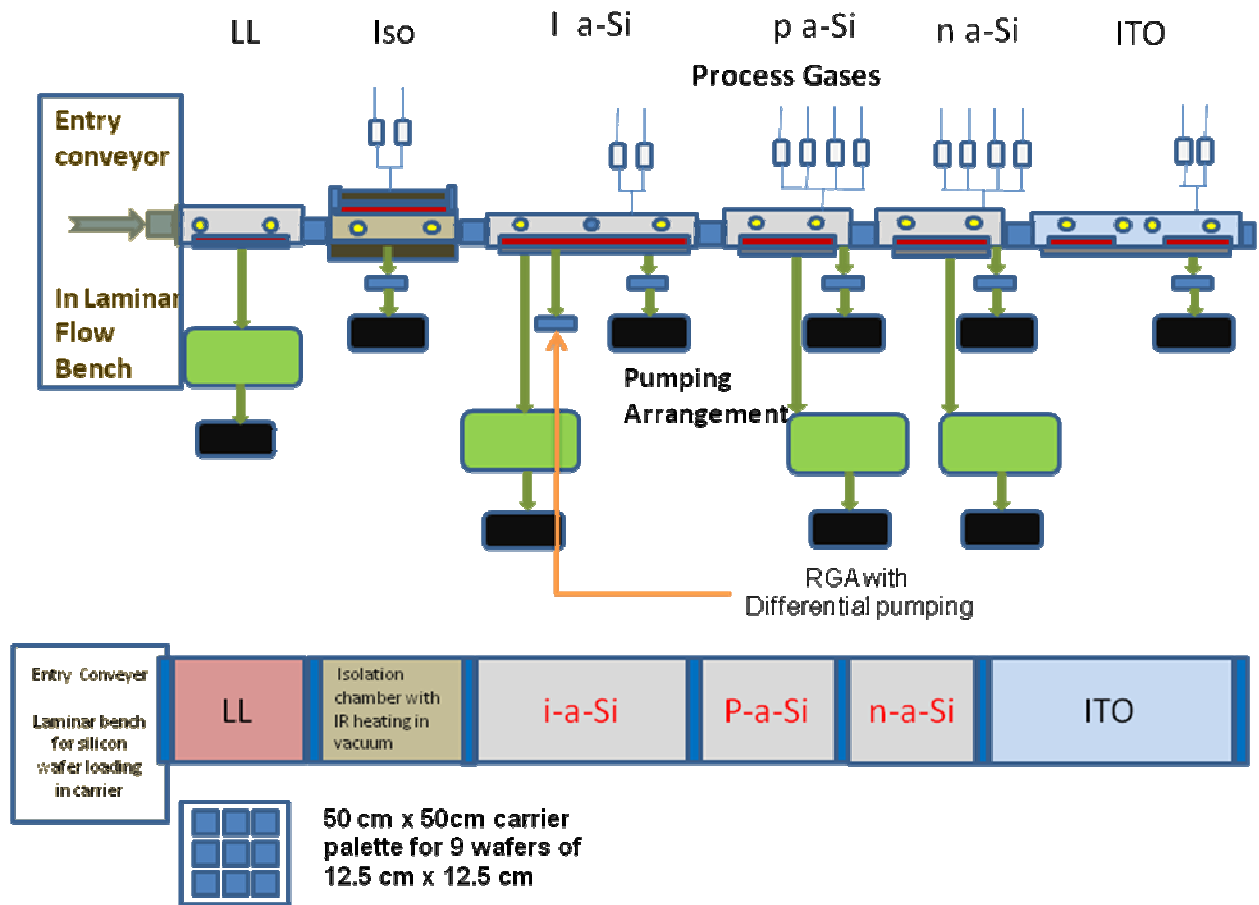 LL
Iso
I a-Si
p a-Si
n a-Si
ITO
Process Gases
Entry
conveyor
In Laminar
Flow
Bench
Pumping
Arrangement
RGA with
Differential pumping
Entry Conveyer
Laminar bench
for silicon
wafer loading
in carrier
LL
Isolation
chamber with
IR heating in
vacuum
i-a-Si
P-a-Si
n-a-Si
ITO
50 cm x 50cm carrier
palette for 9 wafers of
12.5 cm x 12.5 cm